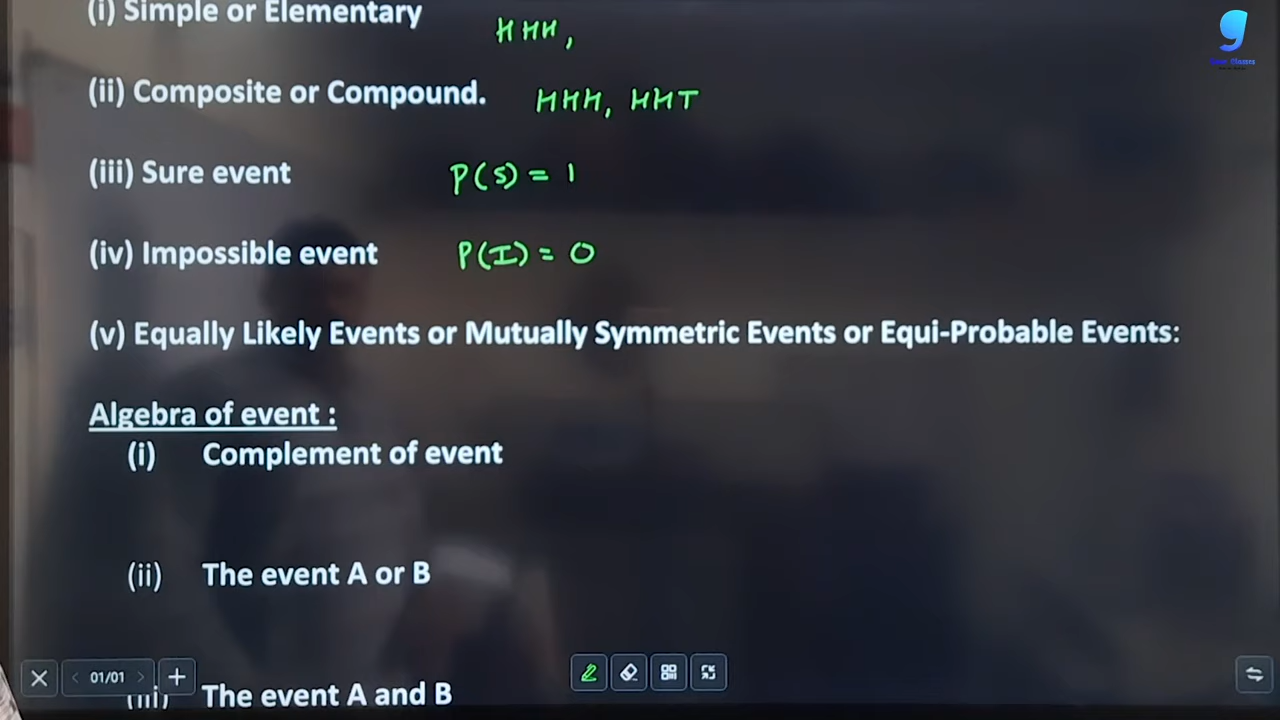 (i) Simple or Elementary HHH,
(ii) Composite or Compound. HHH, HHT
(iii) Sure event P(S) = 1
(iv) Impossible event P(I) = 0
(v) Equally Likely Events or Mutually Symmetric Events or Equi-Probable Events:
Algebra of event :
(i) Complement of event
(ii) The event A or B
01/01
(iii) The event A and B